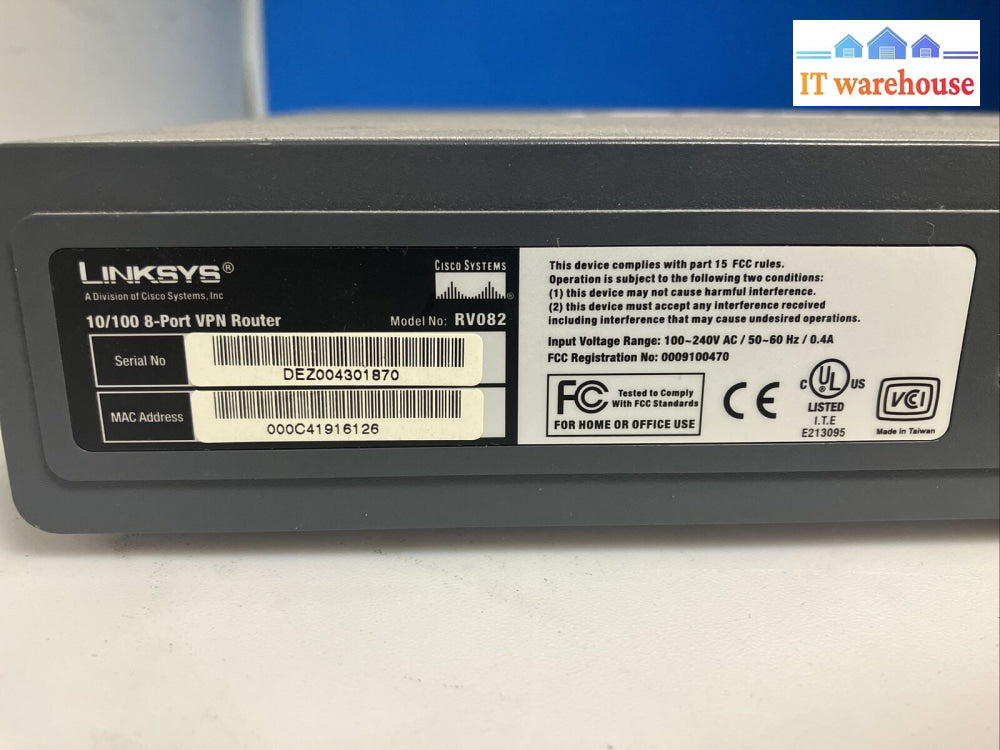 IT warehouse
LINKSYS®
A Division of Cisco Systems, Inc
CISCO SYSTEMS
®
10/100 8-Port VPN Router
Model No: RV082
Serial No
DEZ004301870
MAC Address
000C41916126
This device complies with part 15 FCC rules.
Operation is subject to the following two conditions:
(1) this device may not cause harmful interference.
(2) this device must accept any interference received
including interference that may cause undesired operations.
Input Voltage Range: 100~240V AC / 50~60 Hz / 0.4A
FCC Registration No: 0009100470
FC Tested to Comply
With FCC Standards
FOR HOME OR OFFICE USE
CE
C UL US
®
LISTED
I.T.E
E213095
VCI
Made in Taiwan